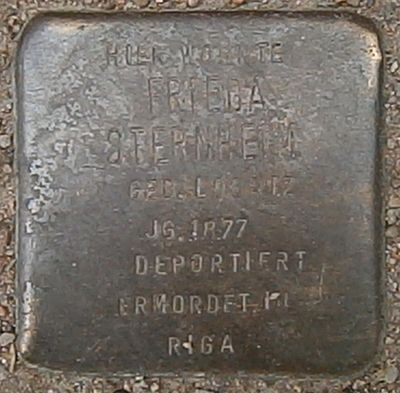 HIER WOHNTE
FRIEDA
STERNHEIM
GEB.
JG. 1877
DEPORTIERT
ERMORDET IN
RIGA